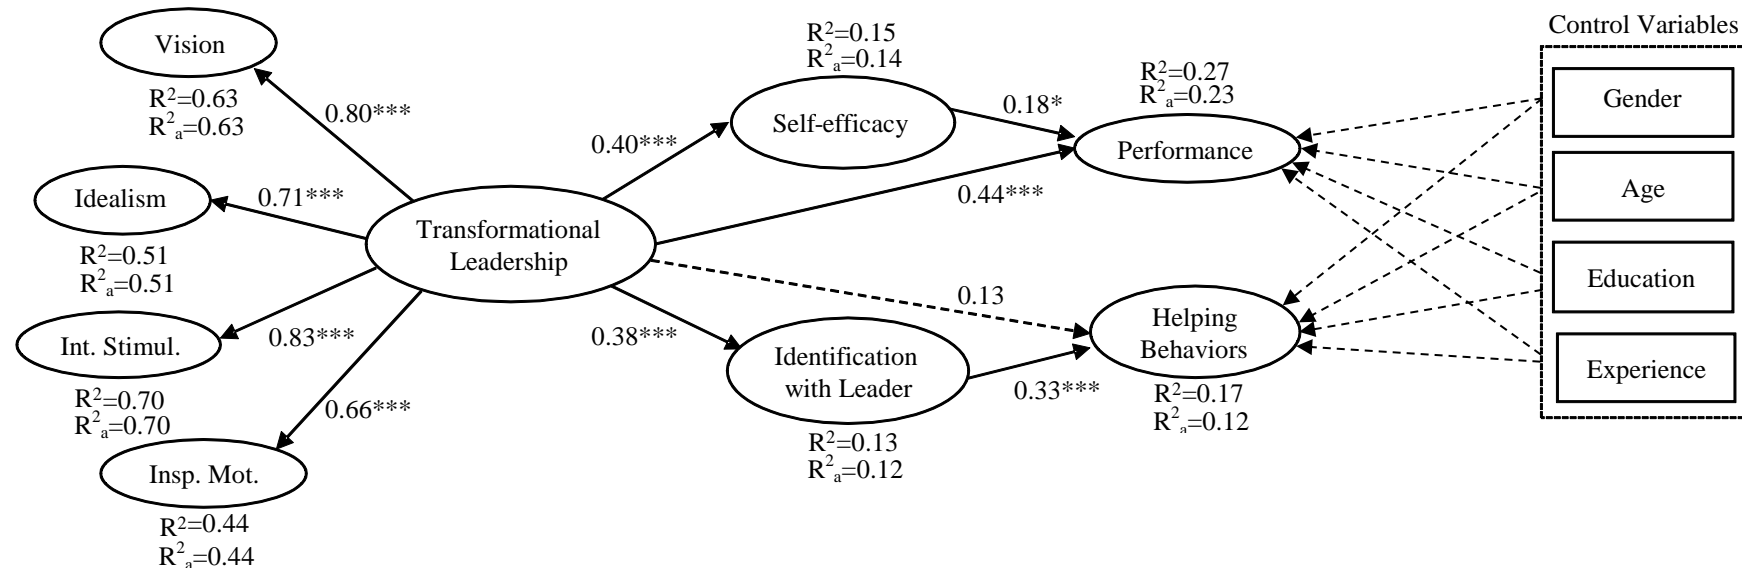 Vision
R²=0.63
R²ₐ=0.63
0.80***
Idealism
R²=0.51
R²ₐ=0.51
0.71***
Int. Stimul.
R²=0.70
R²ₐ=0.70
0.83***
Insp. Mot.
R²=0.44
R²ₐ=0.44
0.66***
Transformational
Leadership
0.40***
0.44***
0.13
0.38***
R²=0.15
R²ₐ=0.14
Self-efficacy
0.18*
Identification
with Leader
R²=0.13
R²ₐ=0.12
0.33***
R²=0.27
R²ₐ=0.23
Performance
Helping
Behaviors
R²=0.17
R²ₐ=0.12
Control Variables
Gender
Age
Education
Experience